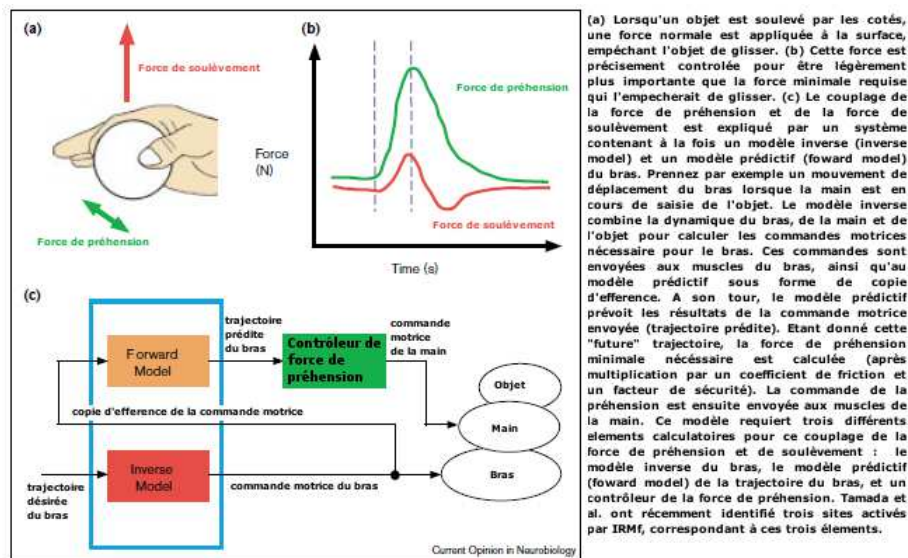 (a)
Force de soulèvement
Force de préhension
(b)
Force de préhension
Force
(N)
Force de soulèvement
Time (s)
(c)
trajectoire
prédite
du bras
commande
motrice
de la main
Forward
Model
Contrôleur de
force de
préhension
Objet
copie d'efference de la commande motrice
Main
Inverse
Model
Bras
trajectoire
désirée
du bras
commande motrice du bras
Current Opinion in Neurobiology
(a) Lorsqu'un objet est soulevé par les cotés,
une force normale est appliquée à la surface,
empéchant l'objet de glisser. (b) Cette force est
précisement controlée pour être légèrement
plus importante que la force minimale requise
qui l'empecherait de glisser. (c) Le couplage de
la force de préhension et de la force de
soulèvement est expliqué par un système
contenant à la fois un modèle inverse (inverse
model) et un modèle prédictif (foward model)
du bras. Prennez par exemple un mouvement de
déplacement du bras lorsque la main est en
cours de saisie de l'objet. Le modèle inverse
combine la dynamique du bras, de la main et de
l'objet pour calculer les commandes motrices
nécessaire pour le bras. Ces commandes sont
envoyées aux muscles du bras, ainsi qu'au
modèle prédictif sous forme de copie
d'efference. A son tour, le modèle prédictif
prévoit les résultats de la commande motrice
envoyée (trajectoire prédite). Etant donné cette
"future" trajectoire, la force de préhension
minimale nécéssaire est calculée (après
multiplication par un coefficient de friction et
un facteur de sécurité). La commande de la
préhension est ensuite envoyée aux muscles de
la main. Ce modèle requiert trois différents
elements calculatoires pour ce couplage de la
force de préhension et de soulèvement : le
modèle inverse du bras, le modèle prédictif
(foward model) de la trajectoire du bras, et un
contrôleur de la force de préhension. Tamada et
al. ont récemment identifié trois sites activés
par IRMf, correspondant à ces trois élements.